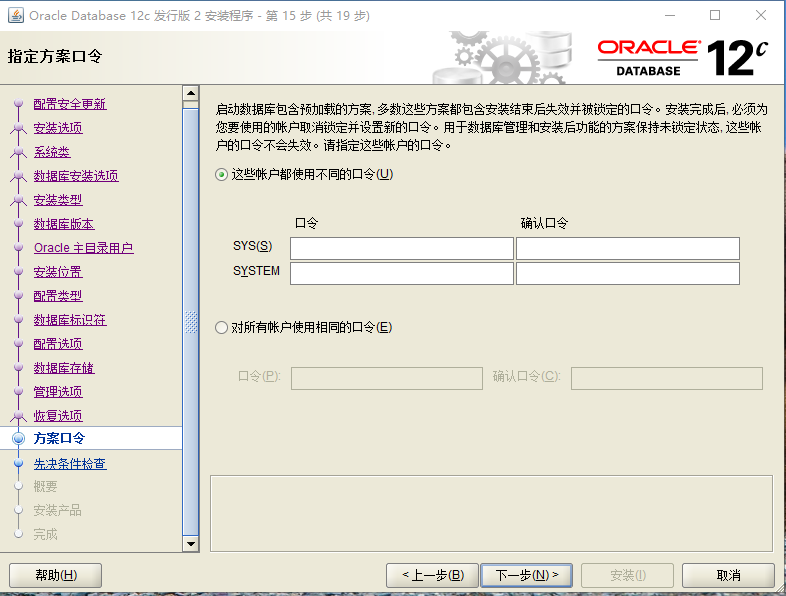 Oracle Database 12c 发行版 2 安装程序 - 第 15 步 (共 19 步)
指定方案口令
ORACLE
DATABASE
12c
配置安全更新
安装选项
系统类
数据库安装选项
安装类型
数据库版本
Oracle 主目录用户
安装位置
配置类型
数据库标识符
配置选项
数据库存储
管理选项
恢复选项
方案口令
先决条件检查
概要
安装产品
完成
启动数据库包含预加载的方案, 多数这些方案都包含安装结束后失效并被锁定的口令。安装完成后, 必须为
您要使用的帐户取消锁定并设置新的口令。用于数据库管理和安装后功能的方案保持未锁定状态, 这些帐
户的口令不会失效。请指定这些帐户的口令。
这些帐户都使用不同的口令(U)
口令 确认口令
SYS(S)
SYSTEM
对所有帐户使用相同的口令(E)
口令(P): 确认口令(C):
帮助(H) < 上一步(B) 下一步(N) > 安装(I) 取消